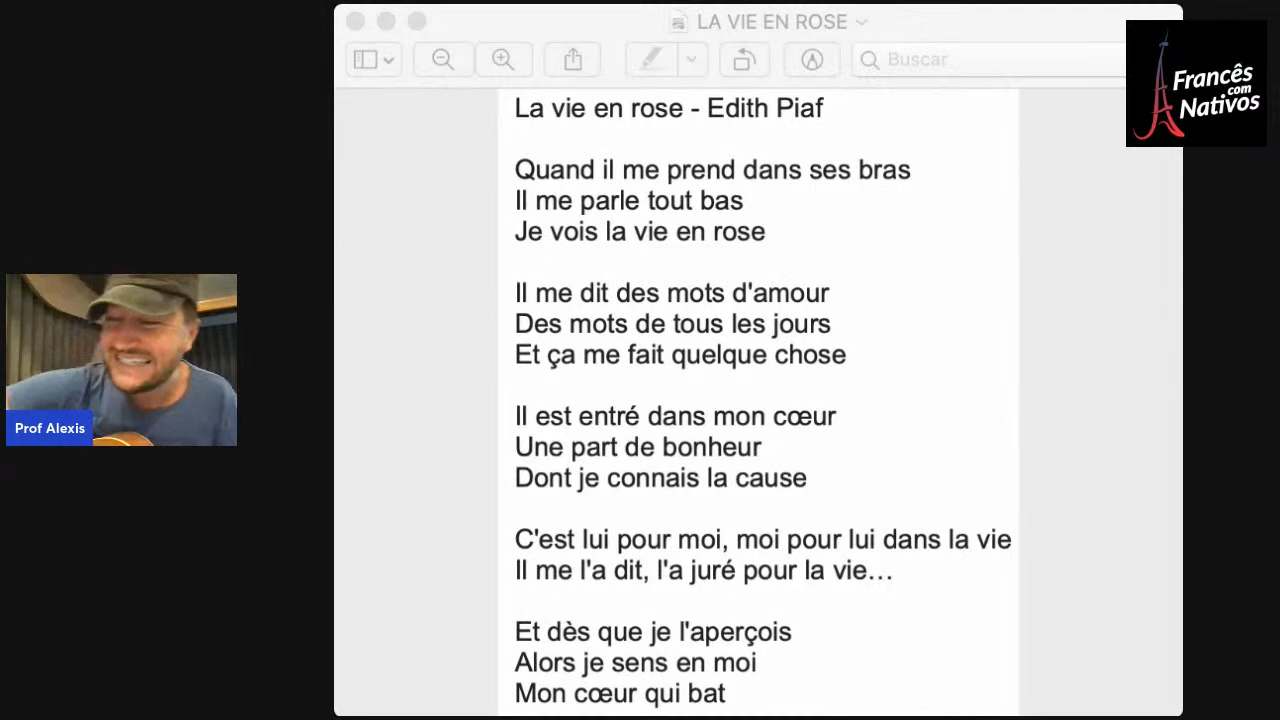 LA VIE EN ROSE
Buscar
Francês
com
Nativos
La vie en rose - Edith Piaf
Quand il me prend dans ses bras
Il me parle tout bas
Je vois la vie en rose
Il me dit des mots d'amour
Des mots de tous les jours
Et ça me fait quelque chose
Il est entré dans mon cœur
Une part de bonheur
Dont je connais la cause
C'est lui pour moi, moi pour lui dans la vie
Il me l'a dit, l'a juré pour la vie…
Et dès que je l'aperçois
Alors je sens en moi
Mon cœur qui bat
Prof Alexis